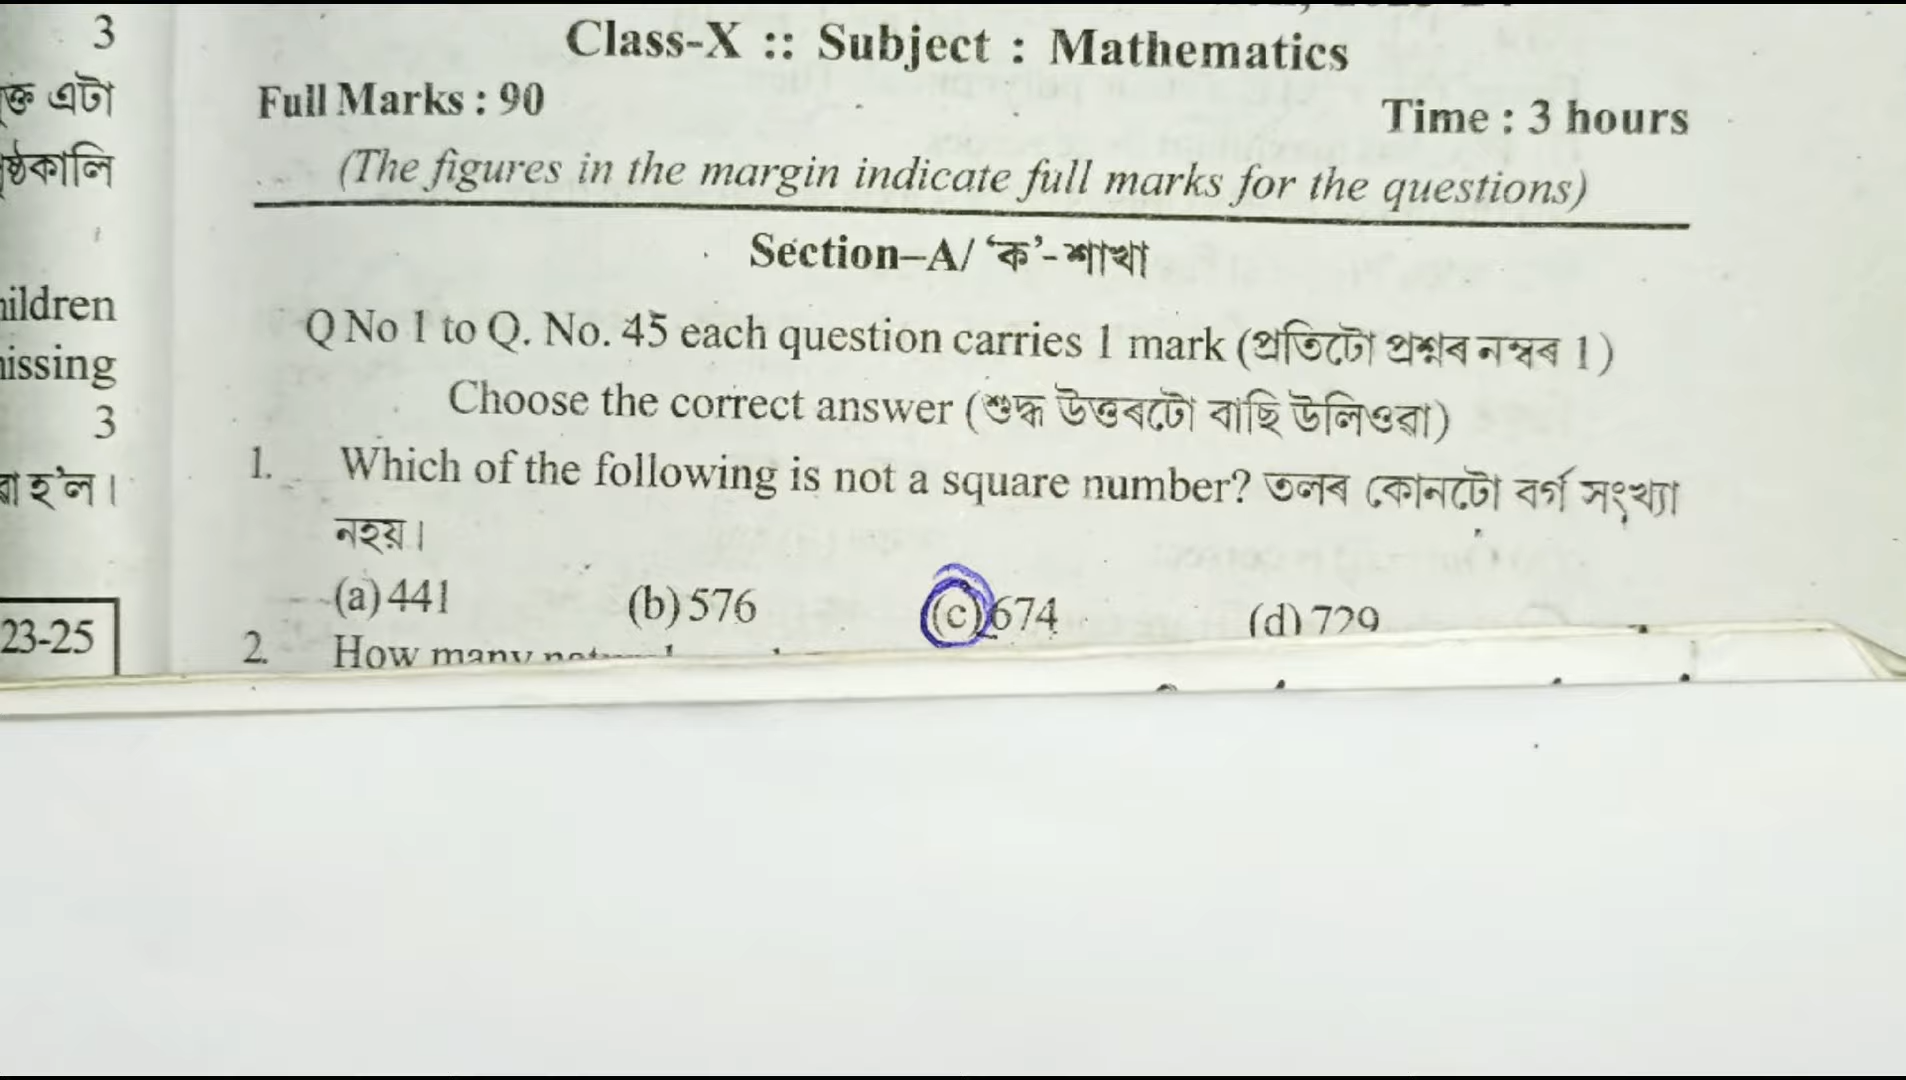 3
এটা
ষ্ঠকালি
ildren
issing
3
হ'ল।
23-25
Class-X :: Subject : Mathematics
Full Marks : 90
Time : 3 hours
(The figures in the margin indicate full marks for the questions)
Section–A/ ‘ক’-শাখা
Q No 1 to Q. No. 45 each question carries 1 mark (প্ৰতিটো প্ৰশ্নৰ নম্বৰ 1)
Choose the correct answer (শুদ্ধ উত্তৰটো বাছি উলিওৱা)
1. Which of the following is not a square number? তলৰ কোনটো বৰ্গ সংখ্যা
নহয়।
(a) 441 (b) 576 (c) 674 (d) 729
2. How many